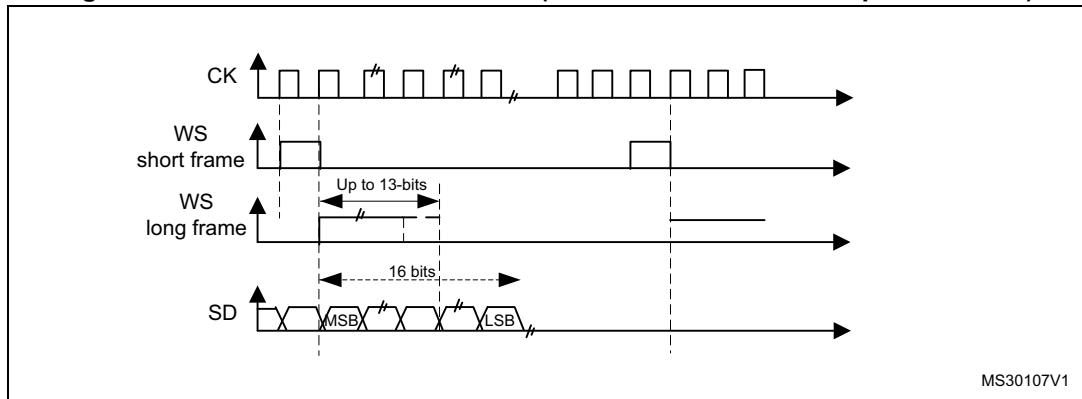 CK
WS
short frame
Up to 13-bits
WS
long frame
16 bits
SD
MSB
LSB
MS30107V1